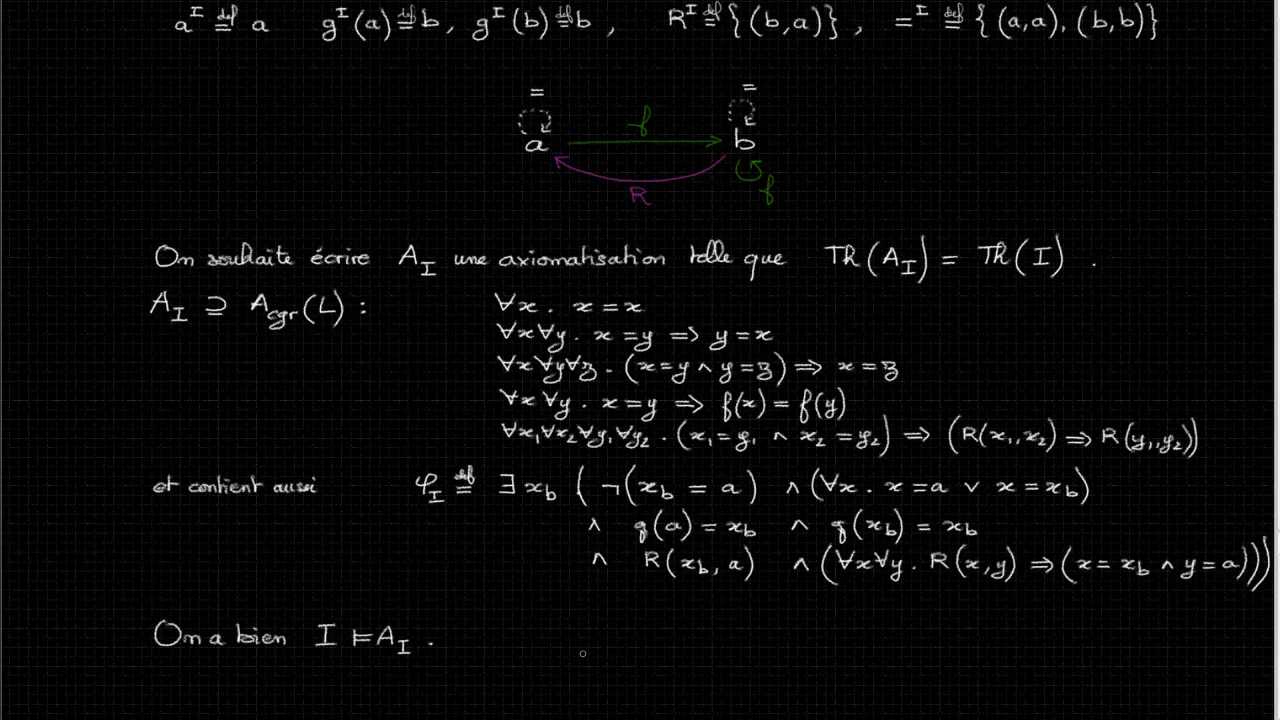 a^I ≝ a g^I(a) ≝ b, g^I(b) ≝ b, R^I ≝ {(b,a)}, =^I ≝ {(a,a), (b,b)}
= =
f
a b
R f
On souhaite écrire A_I une axiomatisation telle que Th(A_I) = Th(I).
A_I ⊇ A_cgr(L) : ∀x. x = x
∀x∀y. x = y ⇒ y = x
∀x∀y∀z. (x = y ∧ y = z) ⇒ x = z
∀x∀y. x = y ⇒ f(x) = f(y)
∀x₁∀x₂∀y₁∀y₂. (x₁ = y₁ ∧ x₂ = y₂) ⇒ (R(x₁,x₂) ⇒ R(y₁,y₂))
et contient aussi φ_I ≝ ∃x_b (¬(x_b = a) ∧ (∀x. x = a ∨ x = x_b)
∧ g(a) = x_b ∧ g(x_b) = x_b
∧ R(x_b, a) ∧ (∀x∀y. R(x,y) ⇒ (x = x_b ∧ y = a)))
On a bien I ⊨ A_I.